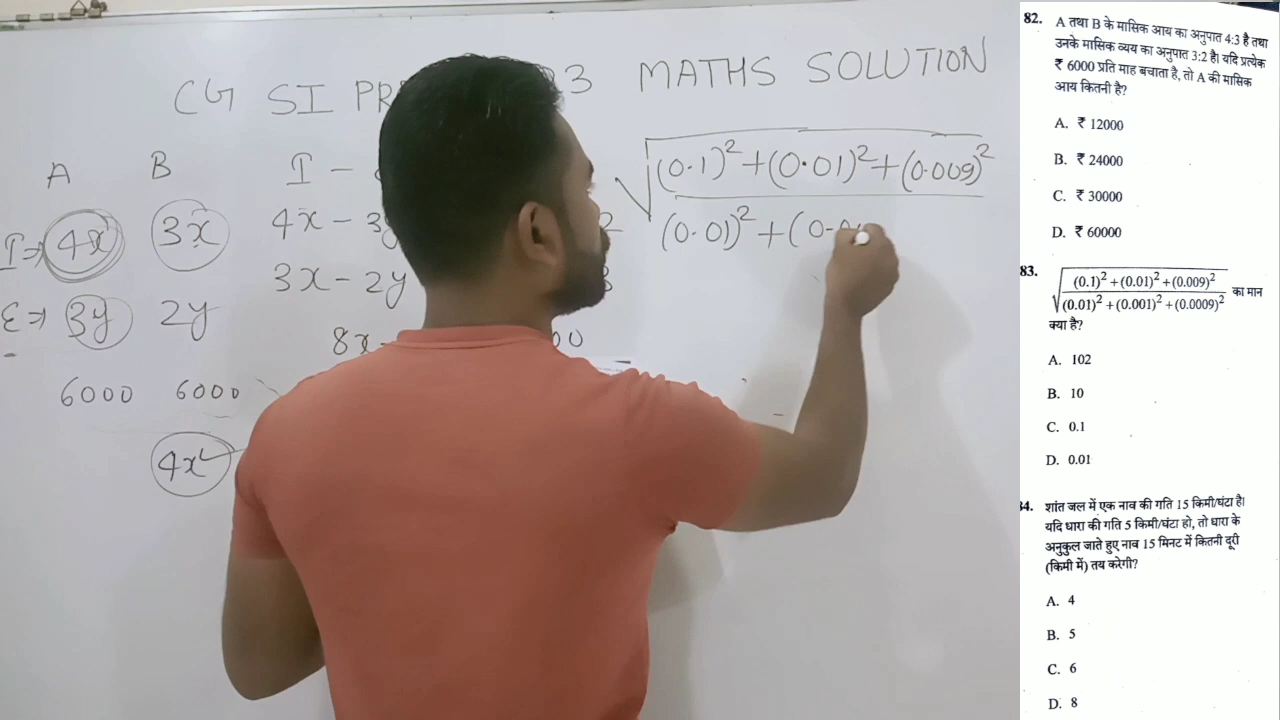 CG SI PR 3 MATHS SOLUTION
A B I -
I ⇒ 4x 3x 4x - 3y 2
ε ⇒ 3y 2y 3x - 2y 3
8x - 00
6000 6000
4x
√(0.1)² + (0.01)² + (0.009)²
(0.01)² + (0.0
82. A तथा B के मासिक आय का अनुपात 4:3 है तथा
उनके मासिक व्यय का अनुपात 3:2 है। यदि प्रत्येक
₹ 6000 प्रति माह बचाता है, तो A की मासिक
आय कितनी है?
A. ₹ 12000
B. ₹ 24000
C. ₹ 30000
D. ₹ 60000
83. √(0.1)² + (0.01)² + (0.009)² का मान
(0.01)² + (0.001)² + (0.0009)²
क्या है?
A. 102
B. 10
C. 0.1
D. 0.01
34. शांत जल में एक नाव की गति 15 किमी/घंटा है।
यदि धारा की गति 5 किमी/घंटा हो, तो धारा के
अनुकुल जाते हुए नाव 15 मिनट में कितनी दूरी
(किमी में) तय करेगी?
A. 4
B. 5
C. 6
D. 8